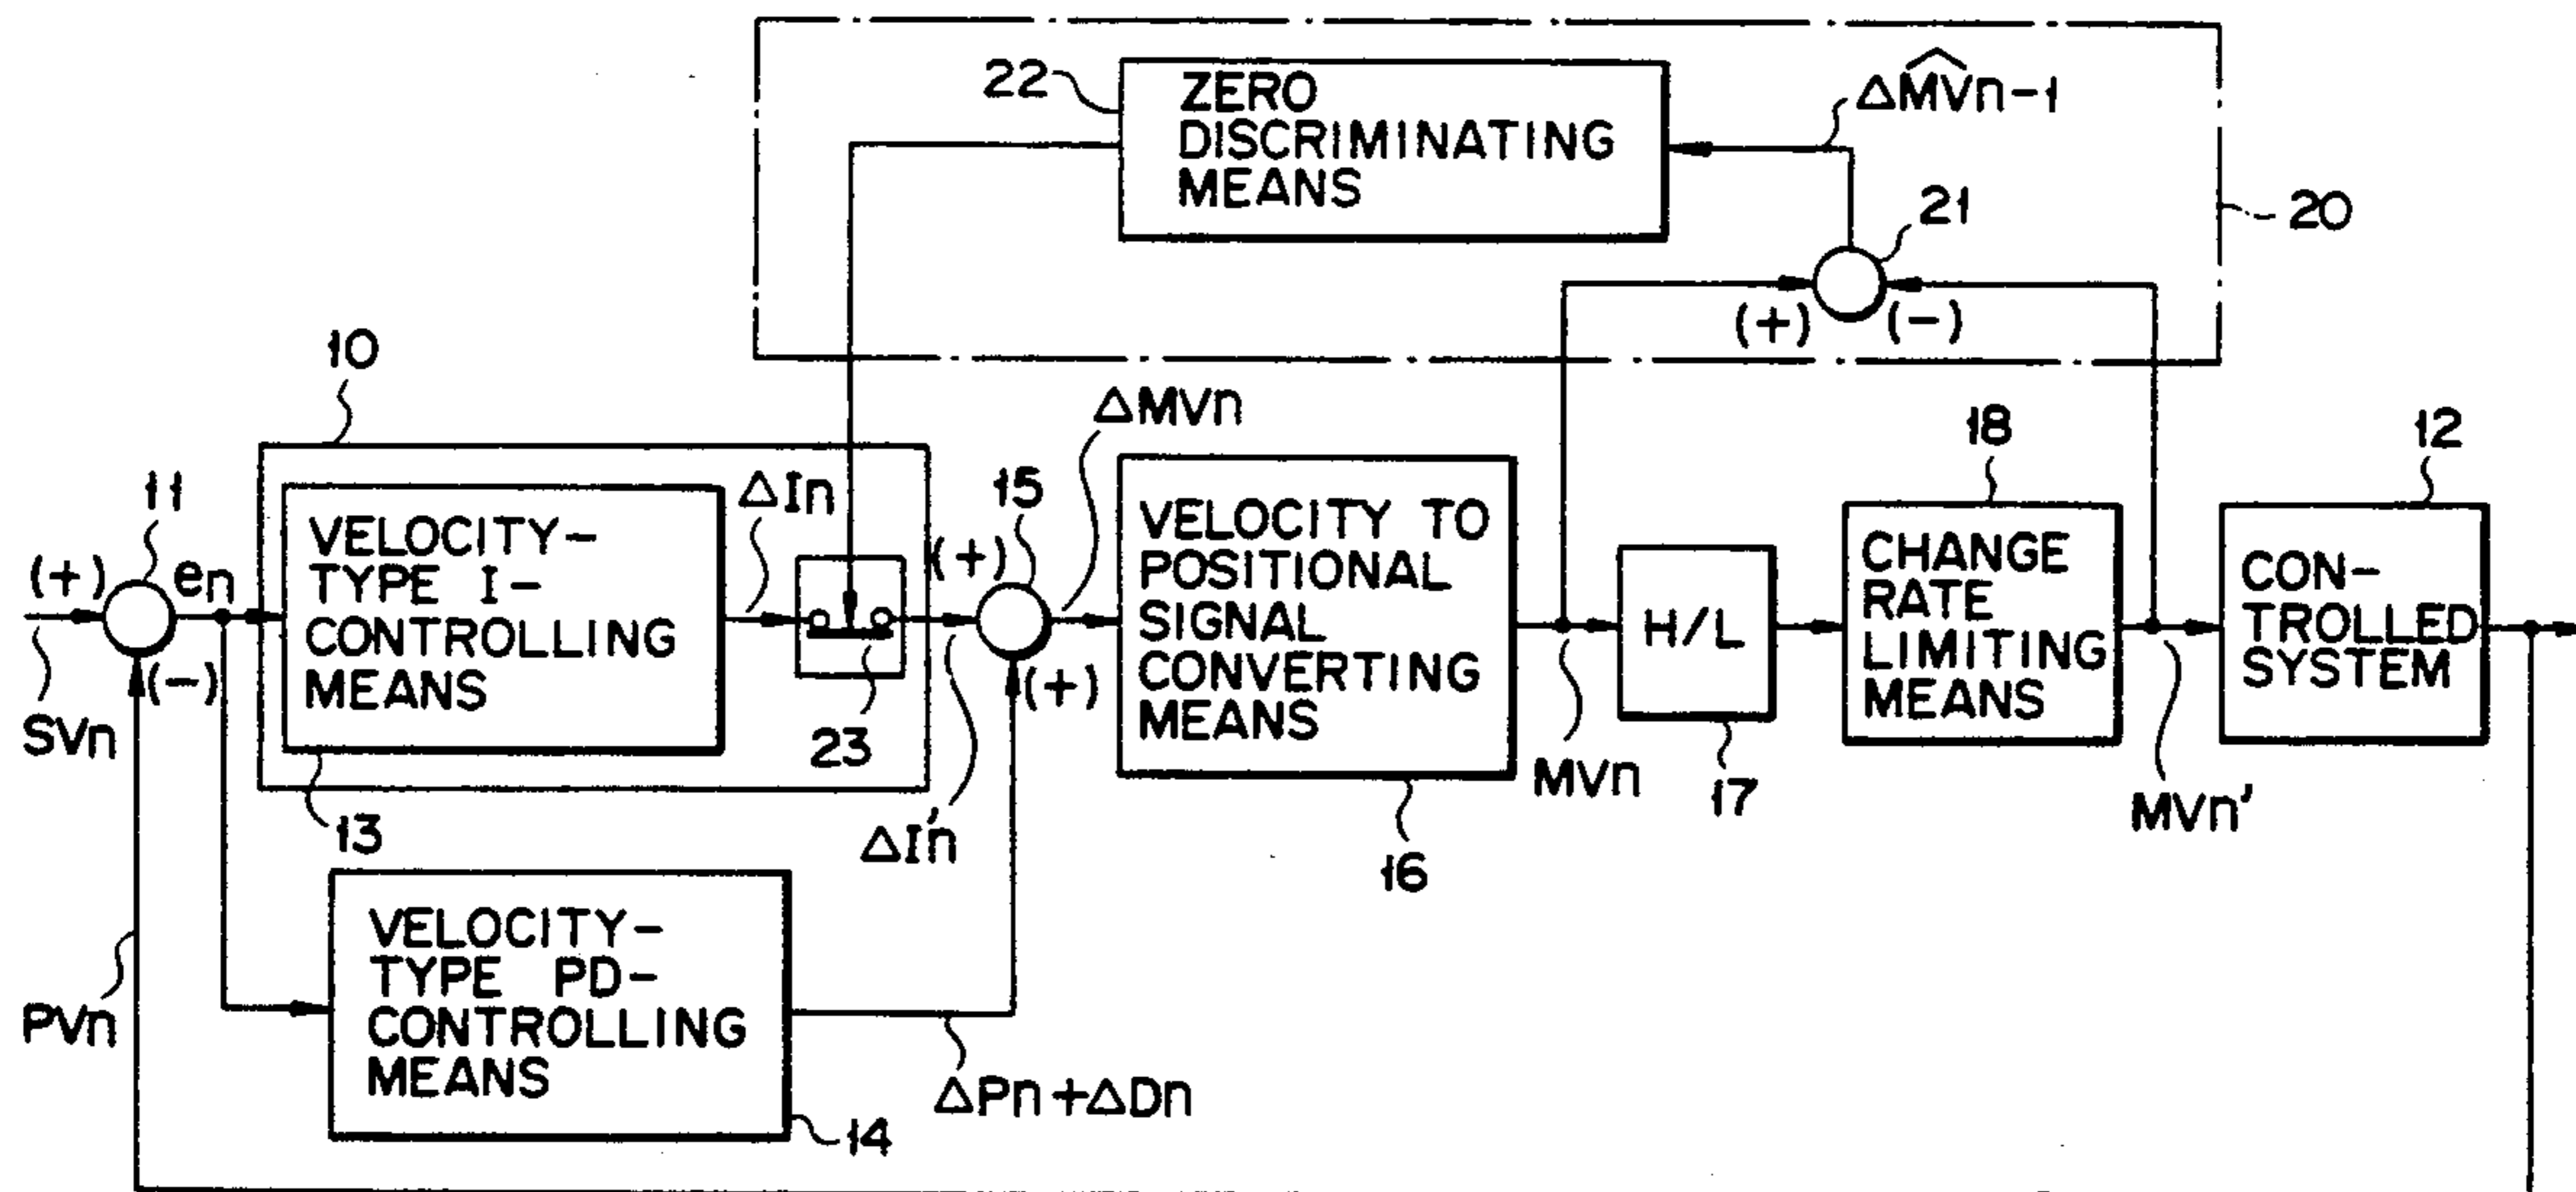 22
ZERO
DISCRIMINATING
MEANS
ΔM̂Vn-1
21
20
(+)
(-)
10
ΔMVn
18
12
11
ΔIn
15
(+)
en
VELOCITY-
TYPE I-
CONTROLLING
MEANS
(+)
VELOCITY TO
POSITIONAL
SIGNAL
CONVERTING
MEANS
H/L
CHANGE
RATE
LIMITING
MEANS
CON-
TROLLED
SYSTEM
(-)
(+)
SVn
23
MVn
17
MVn'
13
ΔI'n
16
VELOCITY-
TYPE PD-
CONTROLLING
MEANS
PVn
ΔPn+ΔDn
14